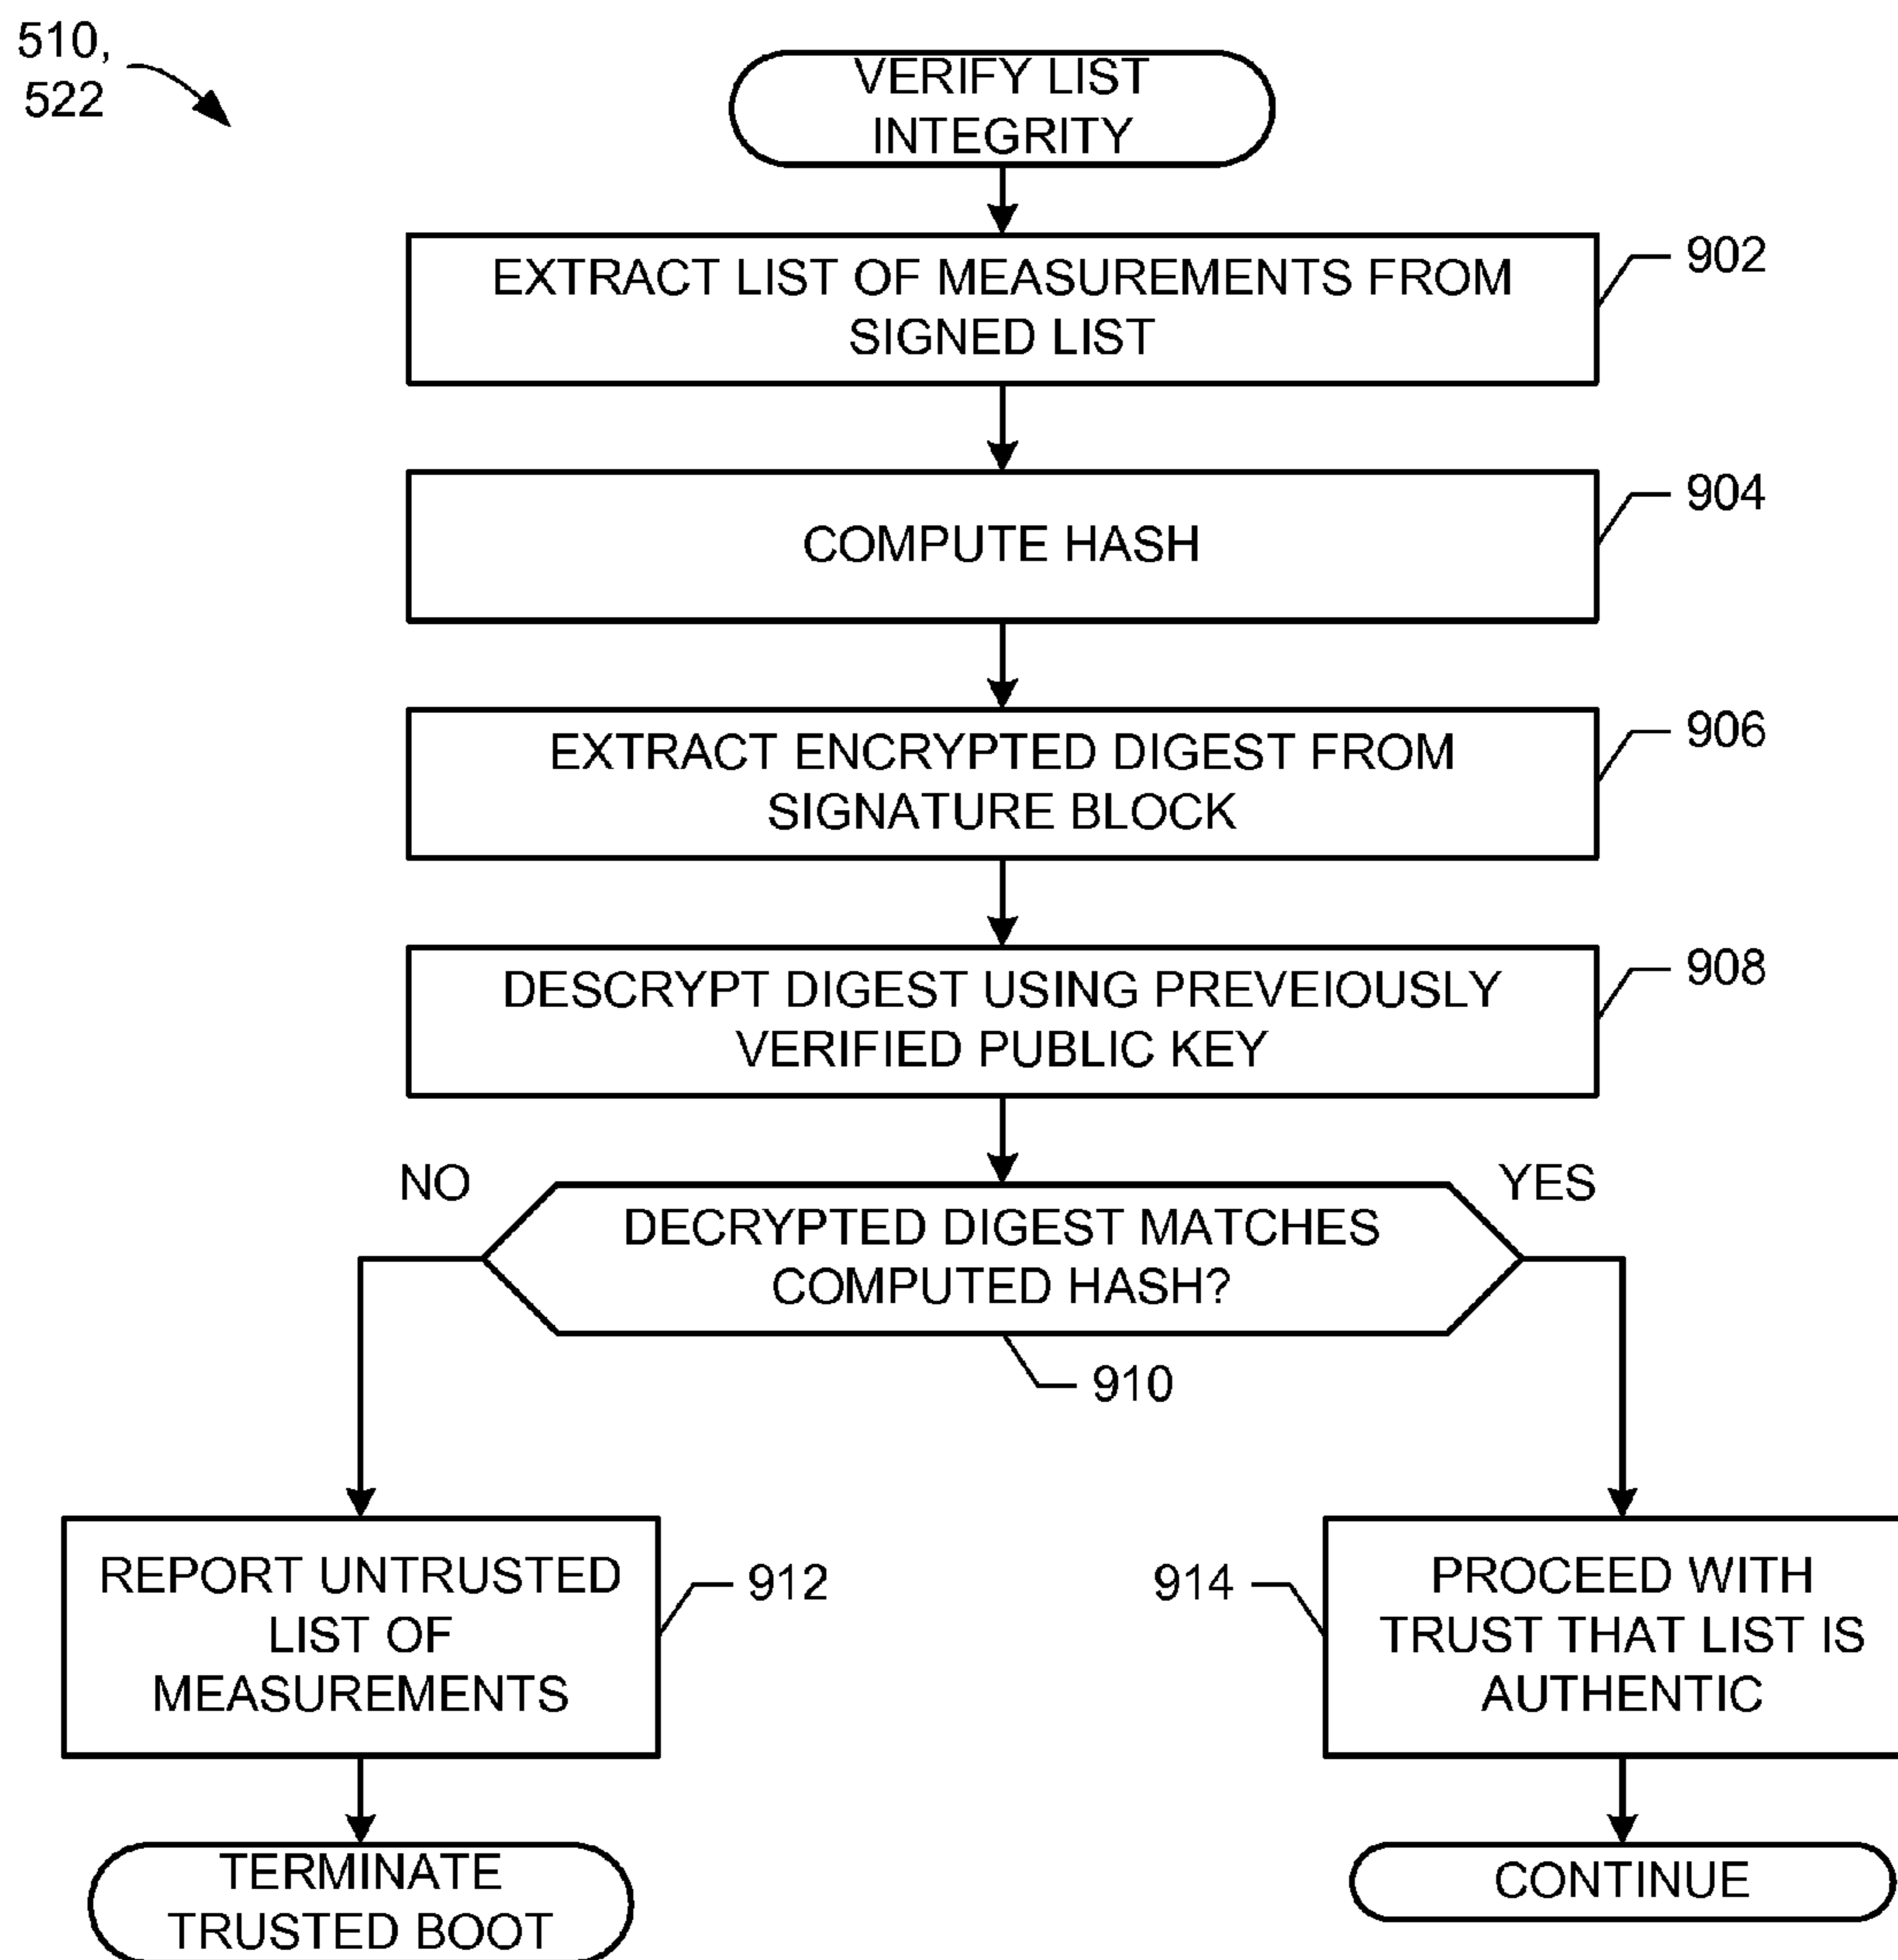 510,
522
VERIFY LIST
INTEGRITY
EXTRACT LIST OF MEASUREMENTS FROM
SIGNED LIST
902
COMPUTE HASH
904
EXTRACT ENCRYPTED DIGEST FROM
SIGNATURE BLOCK
906
DESCRYPT DIGEST USING PREVEIOUSLY
VERIFIED PUBLIC KEY
908
NO
YES
DECRYPTED DIGEST MATCHES
COMPUTED HASH?
910
REPORT UNTRUSTED
LIST OF
MEASUREMENTS
912
914
PROCEED WITH
TRUST THAT LIST IS
AUTHENTIC
TERMINATE
TRUSTED BOOT
CONTINUE